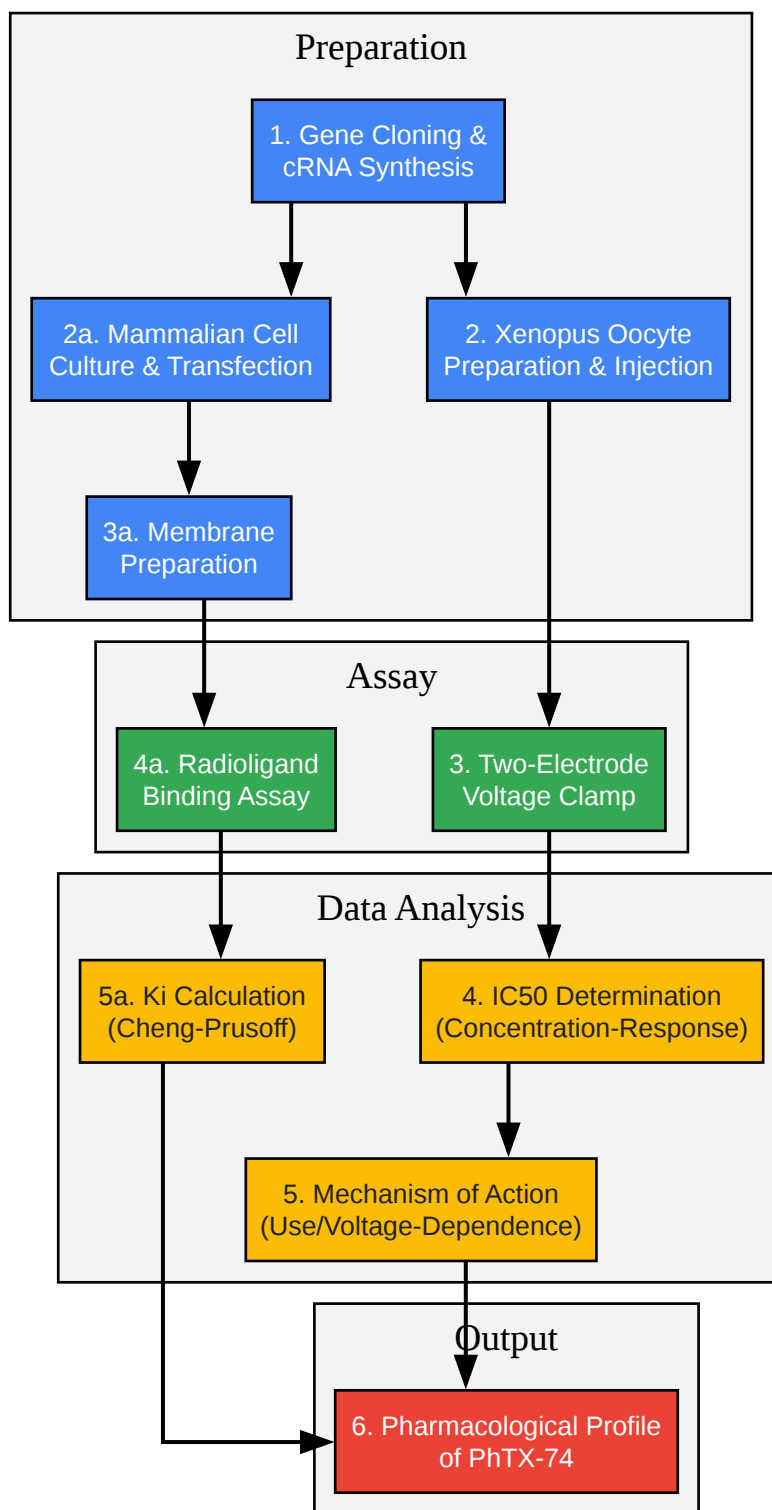 Preparation
1. Gene Cloning &
cRNA Synthesis
2a. Mammalian Cell
Culture & Transfection
2. Xenopus Oocyte
Preparation & Injection
3a. Membrane
Preparation
Assay
4a. Radioligand
Binding Assay
3. Two-Electrode
Voltage Clamp
Data Analysis
5a. Ki Calculation
(Cheng-Prusoff)
4. IC50 Determination
(Concentration-Response)
5. Mechanism of Action
(Use/Voltage-Dependence)
Output
6. Pharmacological Profile
of PhTX-74